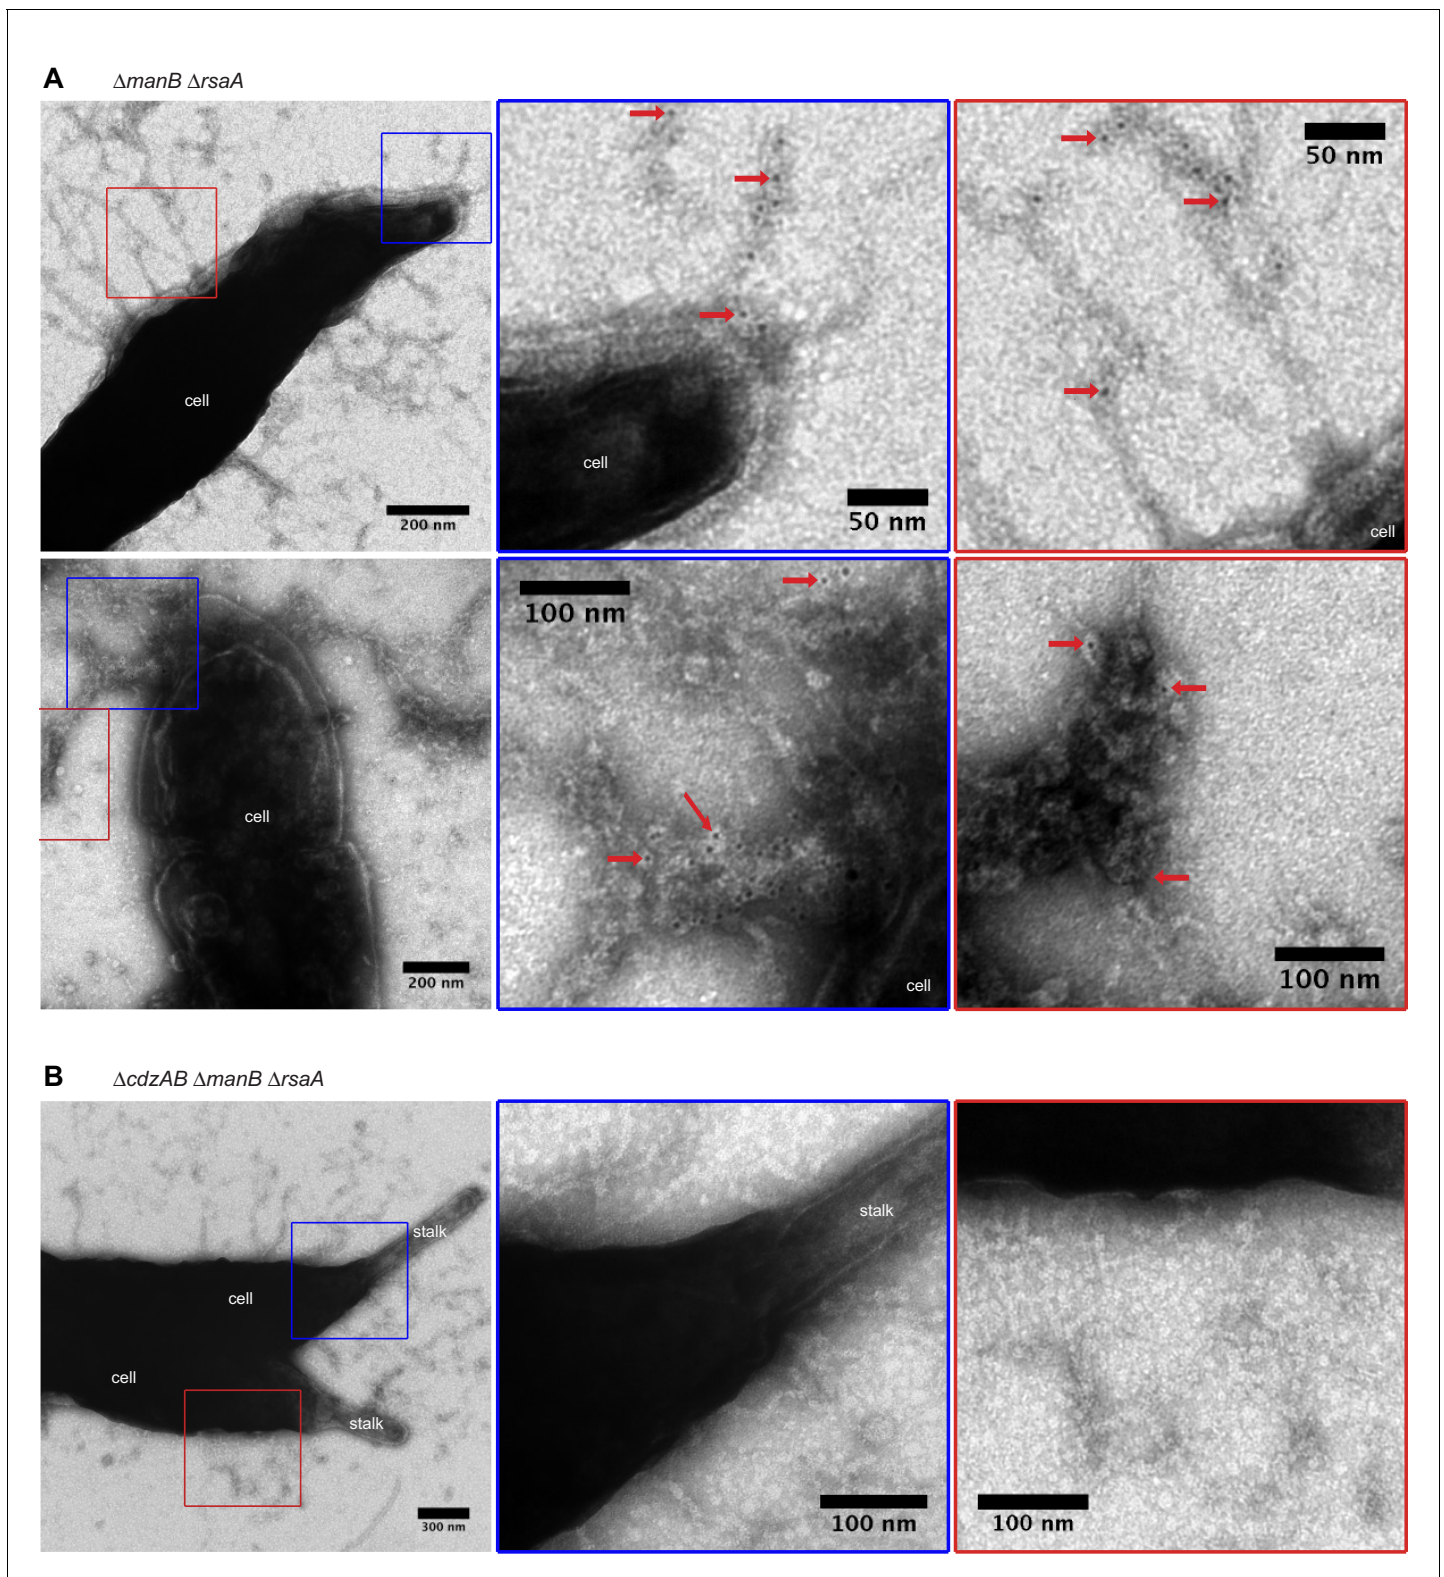 A ΔmanB ΔrsaA
50 nm
cell
cell
200 nm
50 nm
cell
100 nm
cell
200 nm
cell
100 nm
B ΔcdzAB ΔmanB ΔrsaA
stalk
stalk
cell
cell
stalk
300 nm
100 nm
100 nm